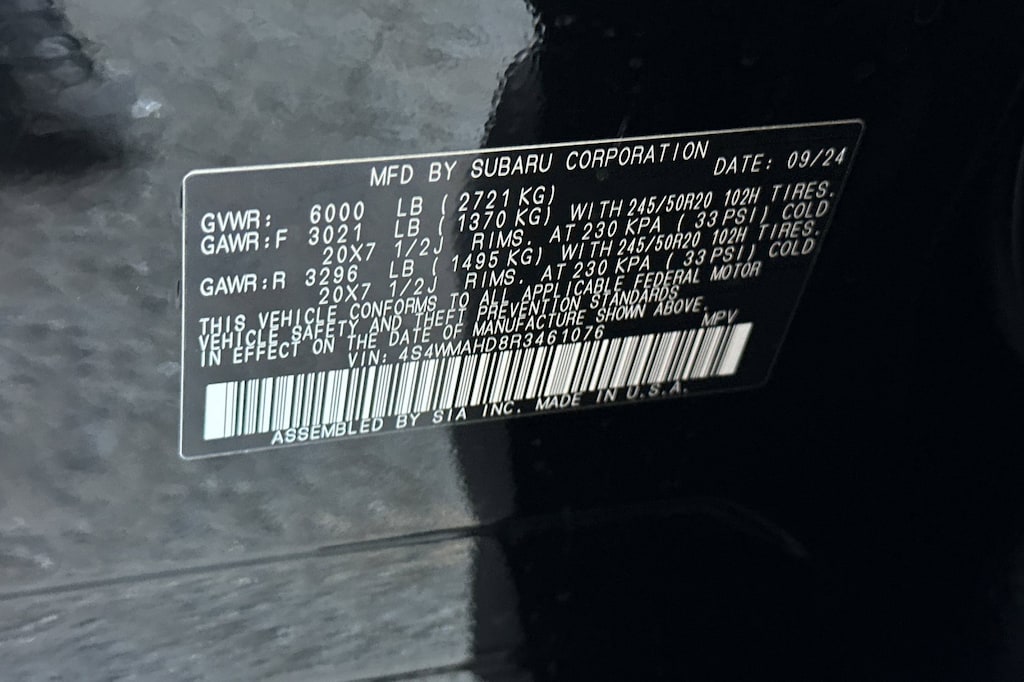 MFD BY SUBARU CORPORATION DATE: 09/24
GVWR: 6000 LB (2721 KG)
GAWR:F 3021 LB (1370 KG) WITH 245/50R20 102H TIRES.
20X7 1/2J RIMS. AT 230 KPA (33 PSI) COLD
GAWR:R 3296 LB (1495 KG) WITH 245/50R20 102H TIRES.
20X7 1/2J RIMS. AT 230 KPA (33 PSI) COLD
THIS VEHICLE CONFORMS TO ALL APPLICABLE FEDERAL MOTOR
VEHICLE SAFETY AND THEFT PREVENTION STANDARDS
IN EFFECT ON THE DATE OF MANUFACTURE SHOWN ABOVE.
VIN: 4S4WMAHD8R3461076 MPV
ASSEMBLED BY SIA INC. MADE IN U.S.A.